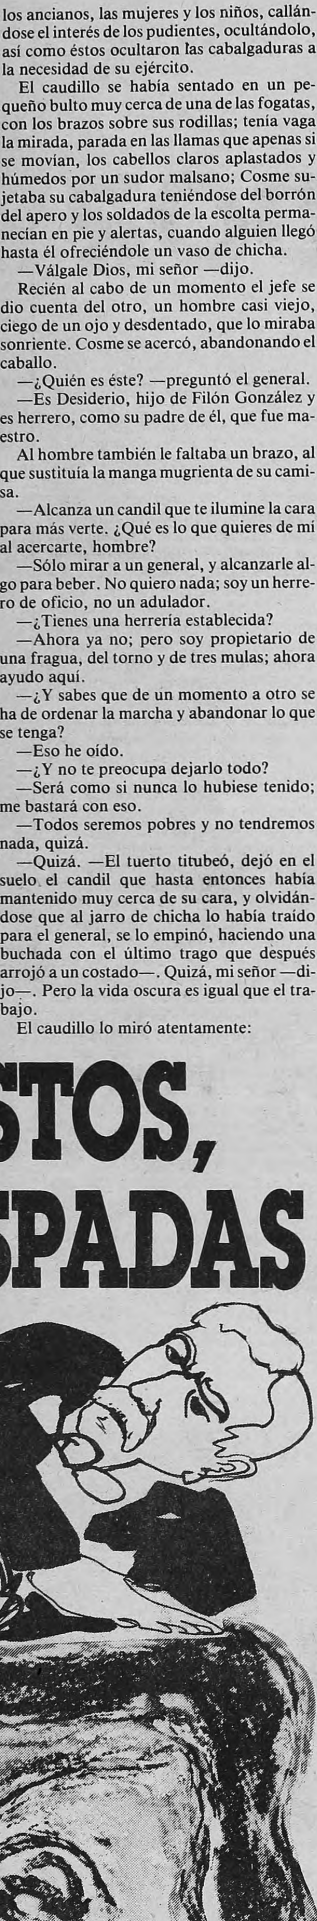 los ancianos, las mujeres y los niños, callán-
dose el interés de los pudientes, ocultándolo,
así como éstos ocultaron las cabalgaduras a
la necesidad de su ejército.
El caudillo se había sentado en un pe-
queño bulto muy cerca de una de las fogatas,
con los brazos sobre sus rodillas; tenía vaga
la mirada, parada en las llamas que apenas si
se movían, los cabellos claros aplastados y
húmedos por un sudor malsano; Cosme su-
jetaba su cabalgadura teniéndose del borrón
del apero y los soldados de la escolta perma-
necían en pie y alertas, cuando alguien llegó
hasta él ofreciéndole un vaso de chicha.
—Válgale Dios, mi señor —dijo.
Recién al cabo de un momento el jefe se
dio cuenta del otro, un hombre casi viejo,
ciego de un ojo y desdentado, que lo miraba
sonriente. Cosme se acercó, abandonando el
caballo.
—¿Quién es éste? —preguntó el general.
—Es Desiderio, hijo de Filón González y
es herrero, como su padre de él, que fue ma-
estro.
Al hombre también le faltaba un brazo, al
que sustituía la manga mugrienta de su cami-
sa.
—Alcanza un candil que te ilumine la cara
para más verte. ¿Qué es lo que quieres de mí
al acercarte, hombre?
—Sólo mirar a un general, y alcanzarle al-
go para beber. No quiero nada; soy un herre-
ro de oficio, no un adulador.
—¿Tienes una herrería establecida?
—Ahora ya no; pero soy propietario de
una fragua, del torno y de tres mulas; ahora
ayudo aquí.
—¿Y sabes que de un momento a otro se
ha de ordenar la marcha y abandonar lo que
se tenga?
—Eso he oído.
—¿Y no te preocupa dejarlo todo?
—Será como si nunca lo hubiese tenido;
me bastará con eso.
—Todos seremos pobres y no tendremos
nada, quizá.
—Quizá. —El tuerto titubeó, dejó en el
suelo el candil que hasta entonces había
mantenido muy cerca de su cara, y olvidán-
dose que al jarro de chicha lo había traído
para el general, se lo empinó, haciendo una
buchada con el último trago que después
arrojó a un costado—. Quizá, mi señor —di-
jo—. Pero la vida oscura es igual que el tra-
bajo.
El caudillo lo miró atentamente:
STOS,
SPADAS